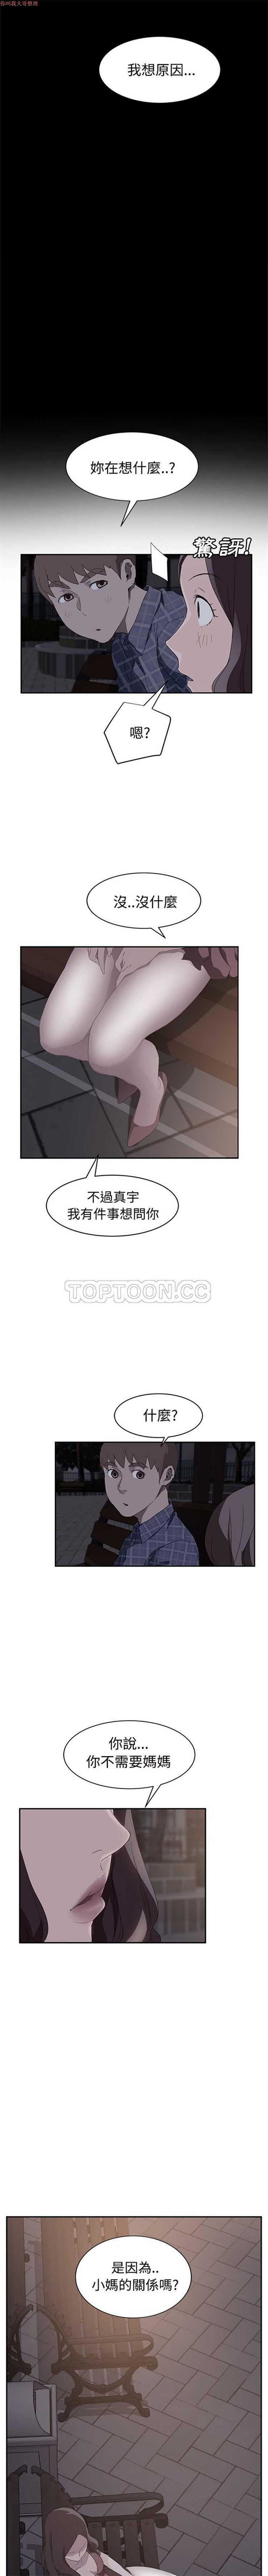 你叫我大哥整理
我想原因...
妳在想什麼..?
驚訝!
嗯?
沒..沒什麼
不過真宇
我有件事想問你
TOPTOON.CC
什麼?
你說...
你不需要媽媽
是因為..
小媽的關係嗎?